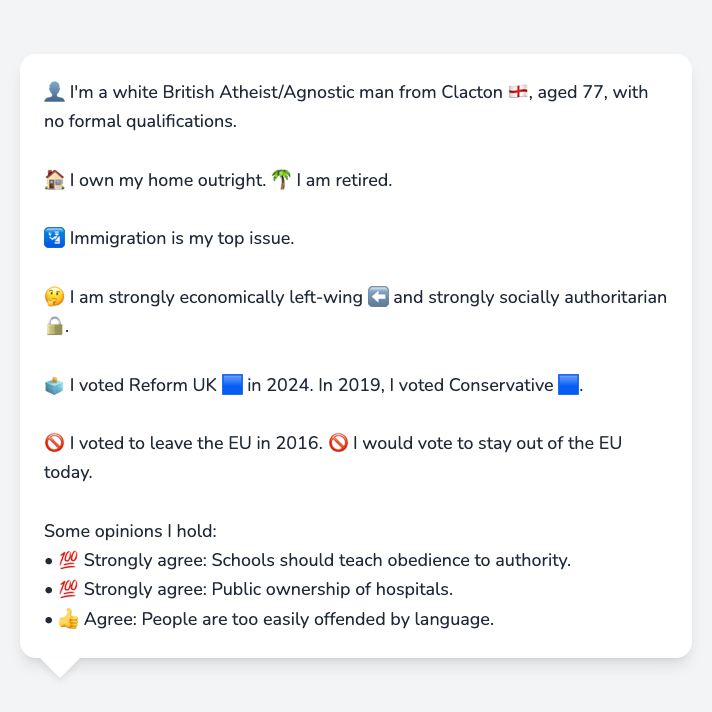 👤 I'm a white British Atheist/Agnostic man from Clacton 🏴󠁧󠁢󠁥󠁮󠁧󠁿, aged 77, with
no formal qualifications.
🏠 I own my home outright. 🌴 I am retired.
🛂 Immigration is my top issue.
🤔 I am strongly economically left-wing ⬅️ and strongly socially authoritarian
🔒.
🗳️ I voted Reform UK 🟦 in 2024. In 2019, I voted Conservative 🟦.
🚫 I voted to leave the EU in 2016. 🚫 I would vote to stay out of the EU
today.
Some opinions I hold:
• 💯 Strongly agree: Schools should teach obedience to authority.
• 💯 Strongly agree: Public ownership of hospitals.
• 👍 Agree: People are too easily offended by language.